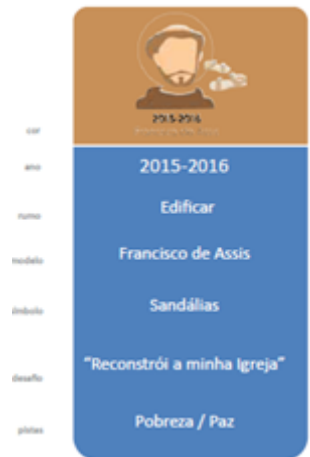 2015-2016
cor
ano 2015-2016
rumo Edificar
modelo Francisco de Assis
símbolo Sandálias
desafio "Reconstrói a minha Igreja"
pistas Pobreza / Paz